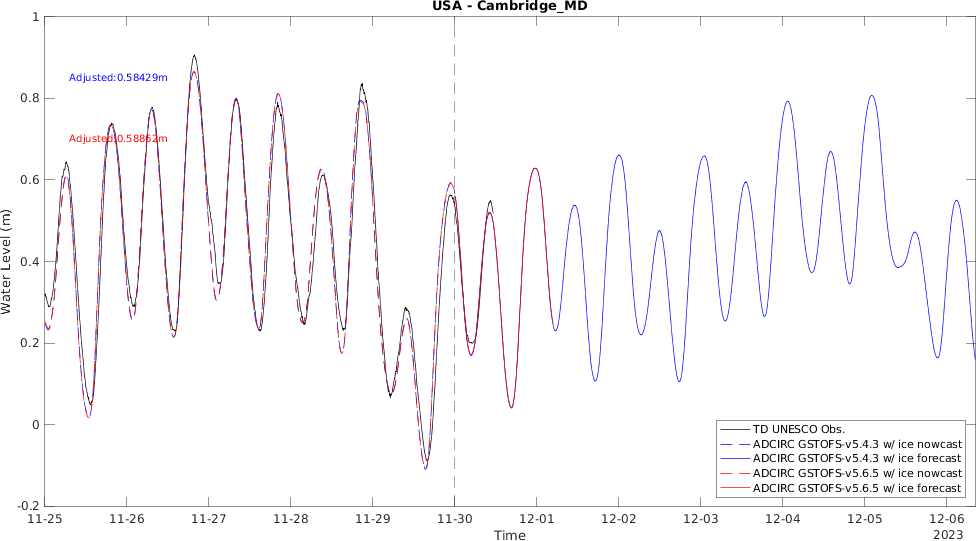 USA - Cambridge_MD
1
0.8
0.6
0.4
0.2
0
-0.2
Water Level (m)
Adjusted:0.58429m
Adjusted:0.58862m
TD UNESCO Obs.
ADCIRC GSTOFS-v5.4.3 w/ ice nowcast
ADCIRC GSTOFS-v5.4.3 w/ ice forecast
ADCIRC GSTOFS-v5.6.5 w/ ice nowcast
ADCIRC GSTOFS-v5.6.5 w/ ice forecast
11-25 11-26 11-27 11-28 11-29 11-30 12-01 12-02 12-03 12-04 12-05 12-06
Time
2023